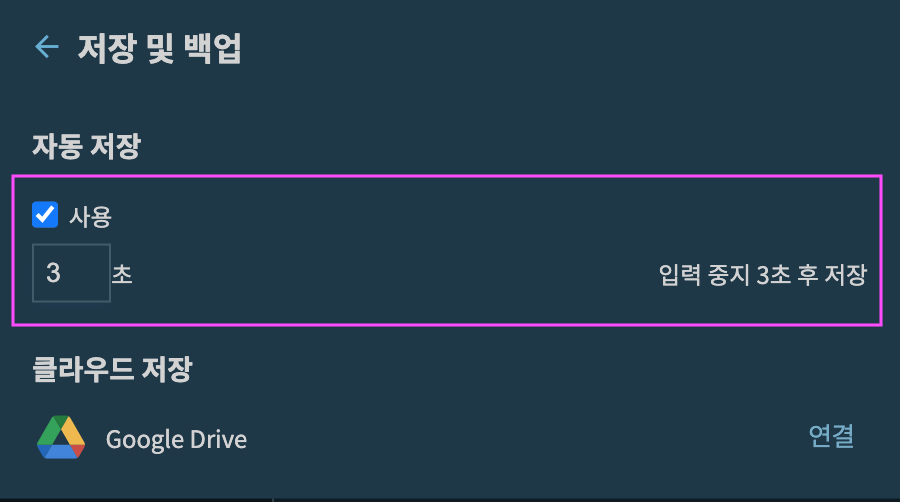 저장 및 백업
자동 저장
사용
3 초 입력 중지 3초 후 저장
클라우드 저장
Google Drive 연결